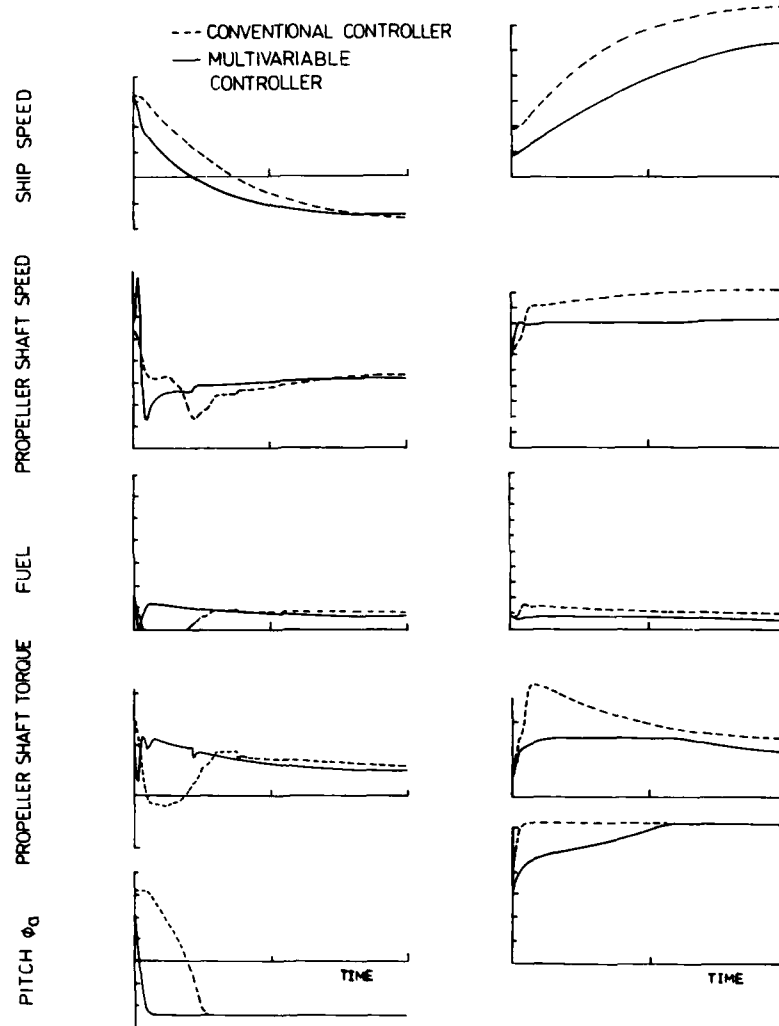 --- CONVENTIONAL CONTROLLER
— MULTIVARIABLE
CONTROLLER
SHIP SPEED
PROPELLER SHAFT SPEED
FUEL
PROPELLER SHAFT TORQUE
PITCH ϕa
TIME
TIME